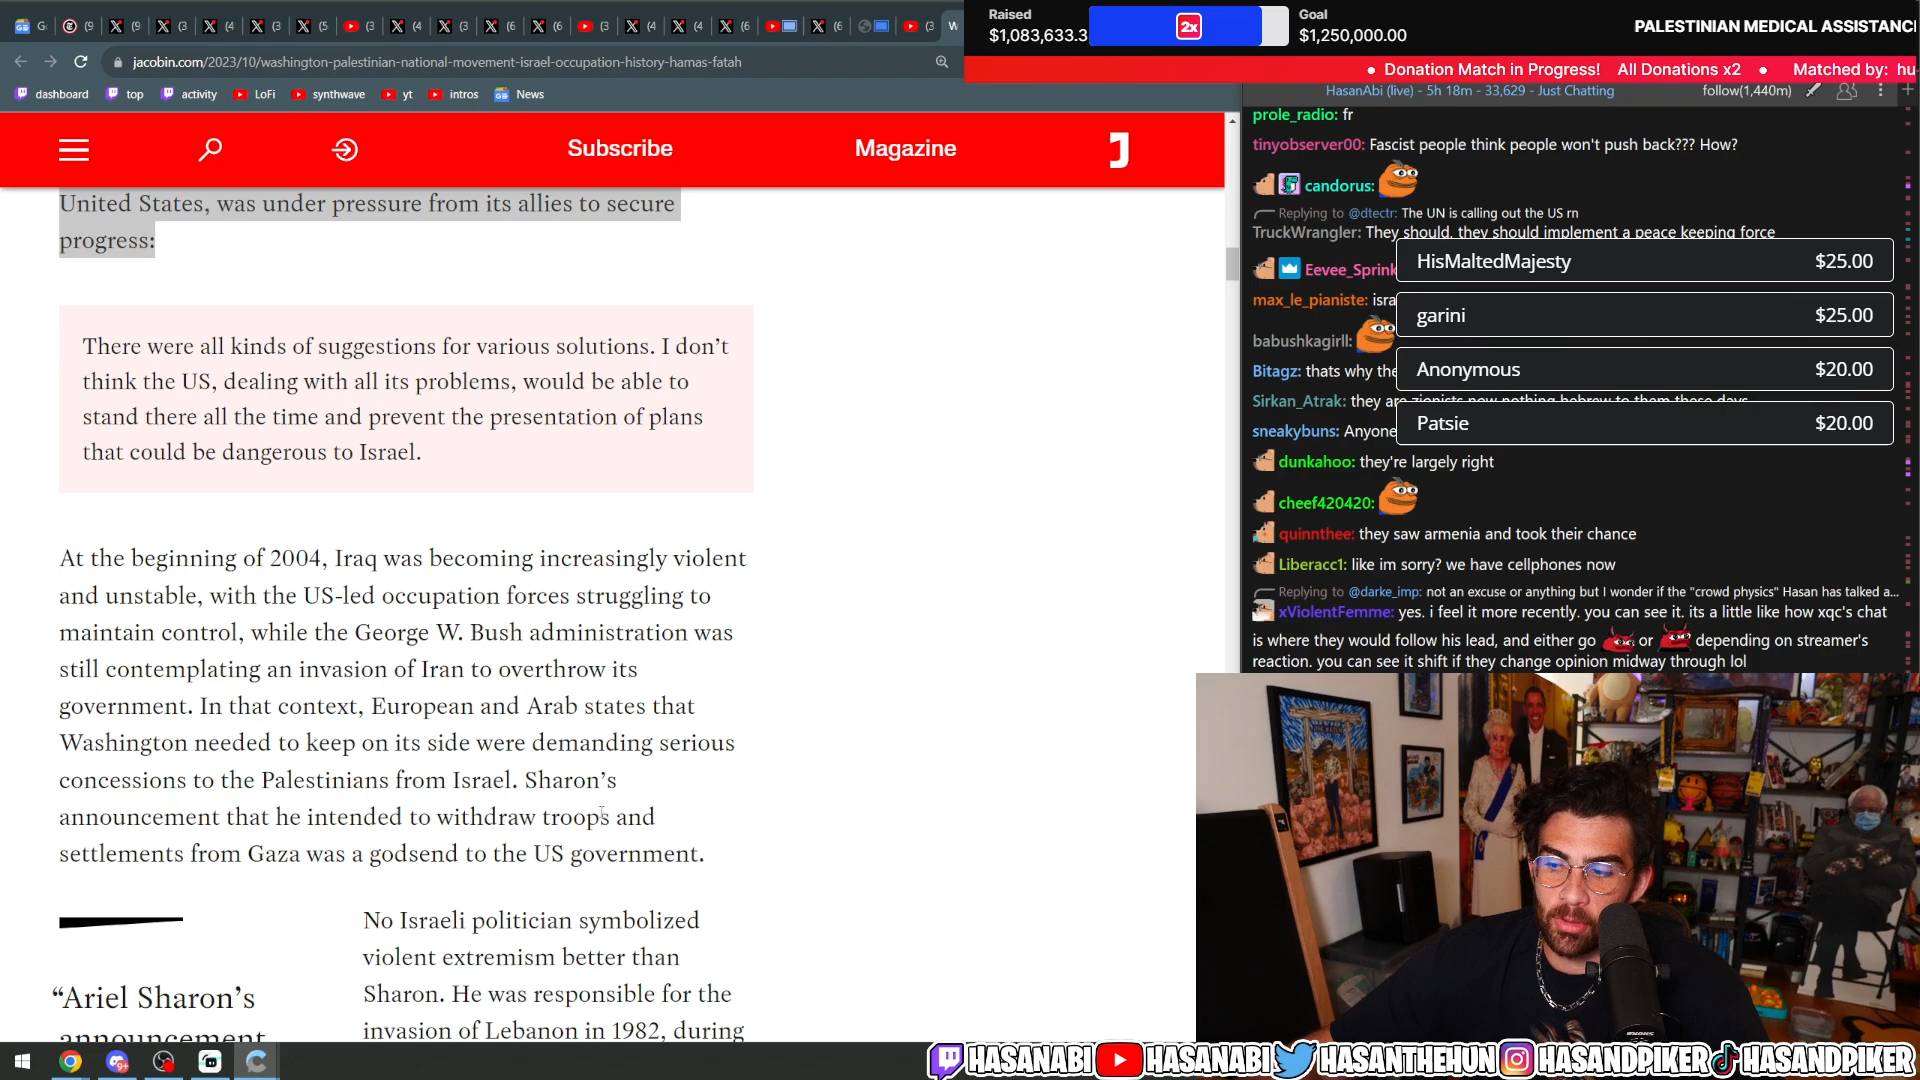 jacobin.com/2023/10/washington-palestinian-national-movement-israel-occupation-history-hamas-fatah
dashboard
top
activity
LoFi
synthwave
yt
intros
News
Subscribe
Magazine
United States, was under pressure from its allies to secure
progress:
There were all kinds of suggestions for various solutions. I don’t
think the US, dealing with all its problems, would be able to
stand there all the time and prevent the presentation of plans
that could be dangerous to Israel.
At the beginning of 2004, Iraq was becoming increasingly violent
and unstable, with the US-led occupation forces struggling to
maintain control, while the George W. Bush administration was
still contemplating an invasion of Iran to overthrow its
government. In that context, European and Arab states that
Washington needed to keep on its side were demanding serious
concessions to the Palestinians from Israel. Sharon’s
announcement that he intended to withdraw troops and
settlements from Gaza was a godsend to the US government.
“Ariel Sharon’s
announcement
No Israeli politician symbolized
violent extremism better than
Sharon. He was responsible for the
invasion of Lebanon in 1982, during
Raised
$1,083,633.3
2x
Goal
$1,250,000.00
PALESTINIAN MEDICAL ASSISTANC
• Donation Match in Progress! All Donations x2 • Matched by: hu
HasanAbi (live) - 5h 18m - 33,629 - Just Chatting
follow(1,440m)
prole_radio: fr
tinyobserver00: Fascist people think people won't push back??? How?
candorus:
Replying to @dtectr: The UN is calling out the US rn
TruckWrangler: They should, they should implement a peace keeping force
Eevee_Sprink
max_le_pianiste: isra
babushkagirll:
Bitagz: thats why the
Sirkan_Atrak: they are zionists now nothing hebrew to them these days
sneakybuns: Anyone
HisMaltedMajesty $25.00
garini $25.00
Anonymous $20.00
Patsie $20.00
dunkahoo: they're largely right
cheef420420:
quinnthee: they saw armenia and took their chance
Liberacc1: like im sorry? we have cellphones now
Replying to @darke_imp: not an excuse or anything but I wonder if the "crowd physics" Hasan has talked a...
xViolentFemme: yes. i feel it more recently. you can see it. its a little like how xqc's chat
is where they would follow his lead, and either go or depending on streamer's
reaction. you can see it shift if they change opinion midway through lol
HASANABI HASANABI HASANTHEHUN HASANDPIKER HASANDPIKER